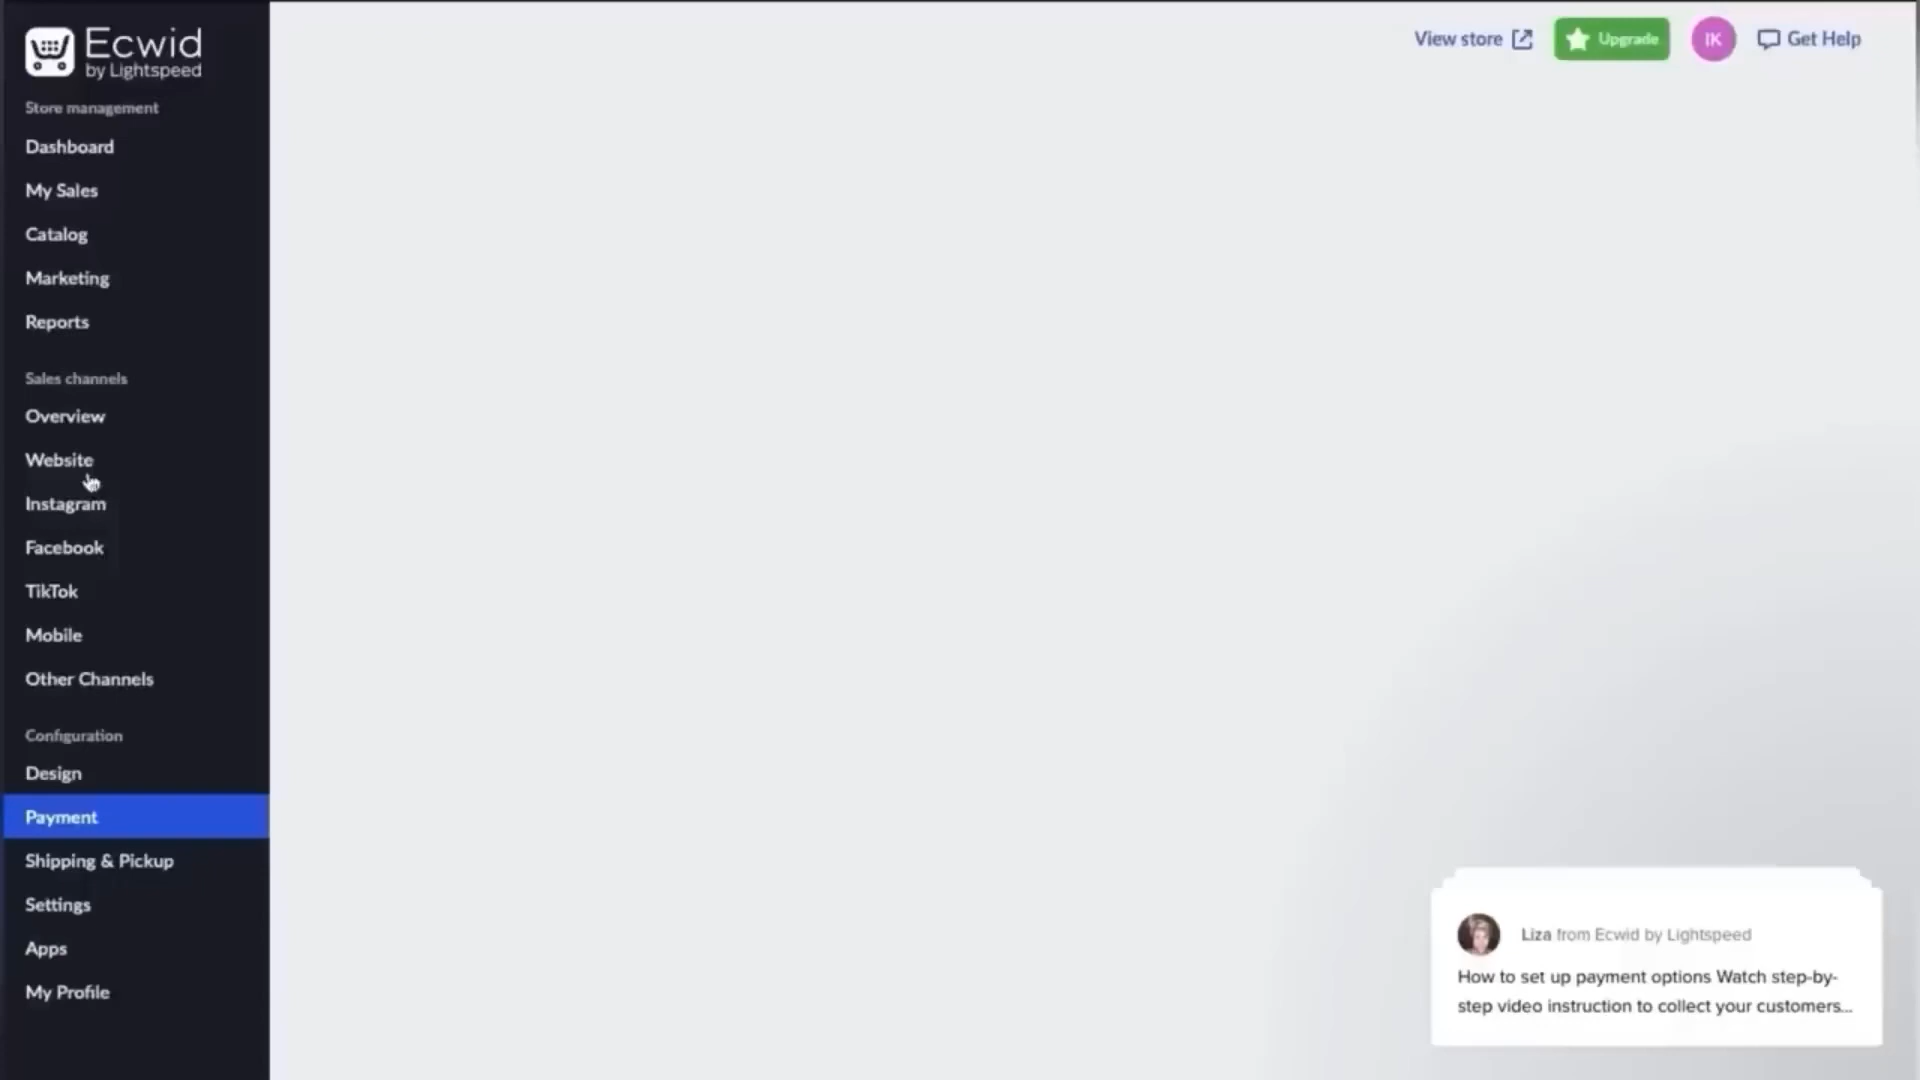 Ecwid
by Lightspeed
Store management
Dashboard
My Sales
Catalog
Marketing
Reports
Sales channels
Overview
Website
Instagram
Facebook
TikTok
Mobile
Other Channels
Configuration
Design
Payment
Shipping & Pickup
Settings
Apps
My Profile
View store
Upgrade
IK
Get Help
Liza from Ecwid by Lightspeed
How to set up payment options Watch step-by-
step video instruction to collect your customers...